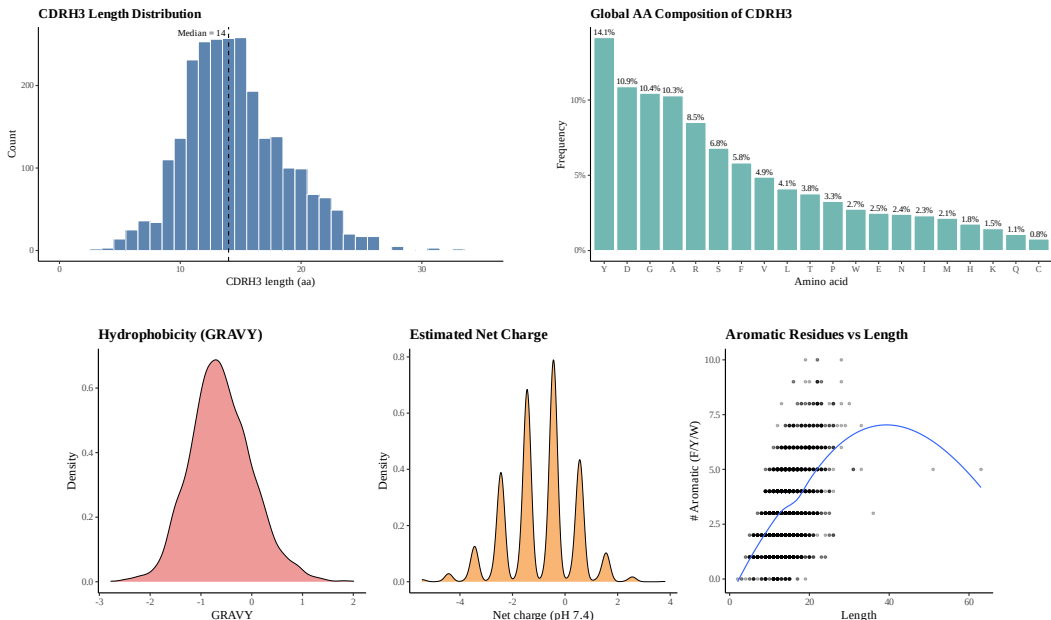 CDRH3 Length Distribution
Median = 14
200
100
0
Count
0 10 20 30
CDRH3 length (aa)
Global AA Composition of CDRH3
14.1% 10.9% 10.4% 10.3% 8.5% 6.8% 5.8% 4.9% 4.1% 3.8% 3.3% 2.7% 2.5% 2.4% 2.3% 2.1% 1.8% 1.5% 1.1% 0.8%
10%
5%
0%
Frequency
Y D G A R S F V L T P W E N I M H K Q C
Amino acid
Hydrophobicity (GRAVY)
0.6
0.4
0.2
0.0
Density
-3 -2 -1 0 1 2
GRAVY
Estimated Net Charge
0.8
0.6
0.4
0.2
0.0
Density
-4 -2 0 2 4
Net charge (pH 7.4)
Aromatic Residues vs Length
10.0
7.5
5.0
2.5
0.0
# Aromatic (F/Y/W)
0 20 40 60
Length